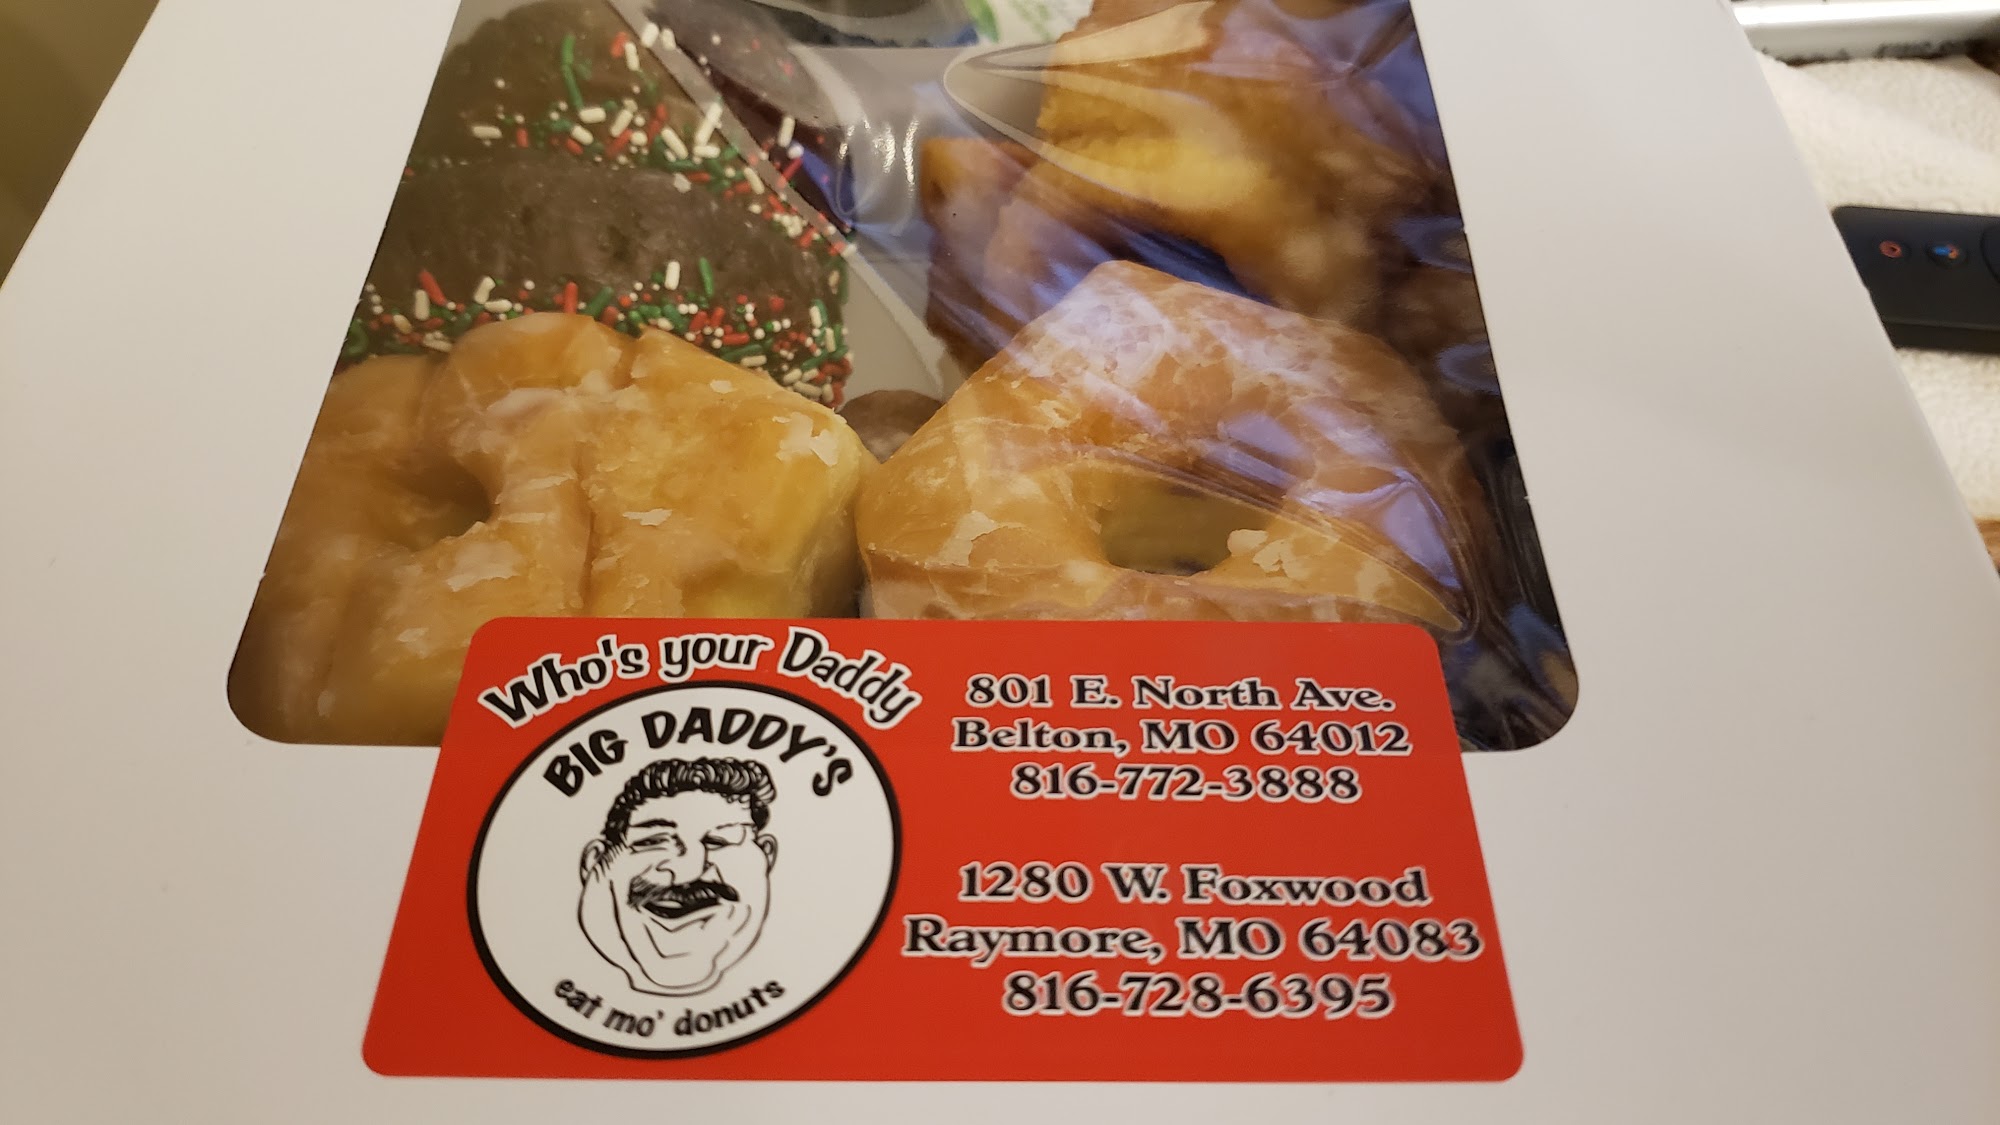 Who's your Daddy
BIG DADDY'S
eat mo' donuts
801 E. North Ave.
Belton, MO 64012
816-772-3888
1280 W. Foxwood
Raymore, MO 64083
816-728-6395